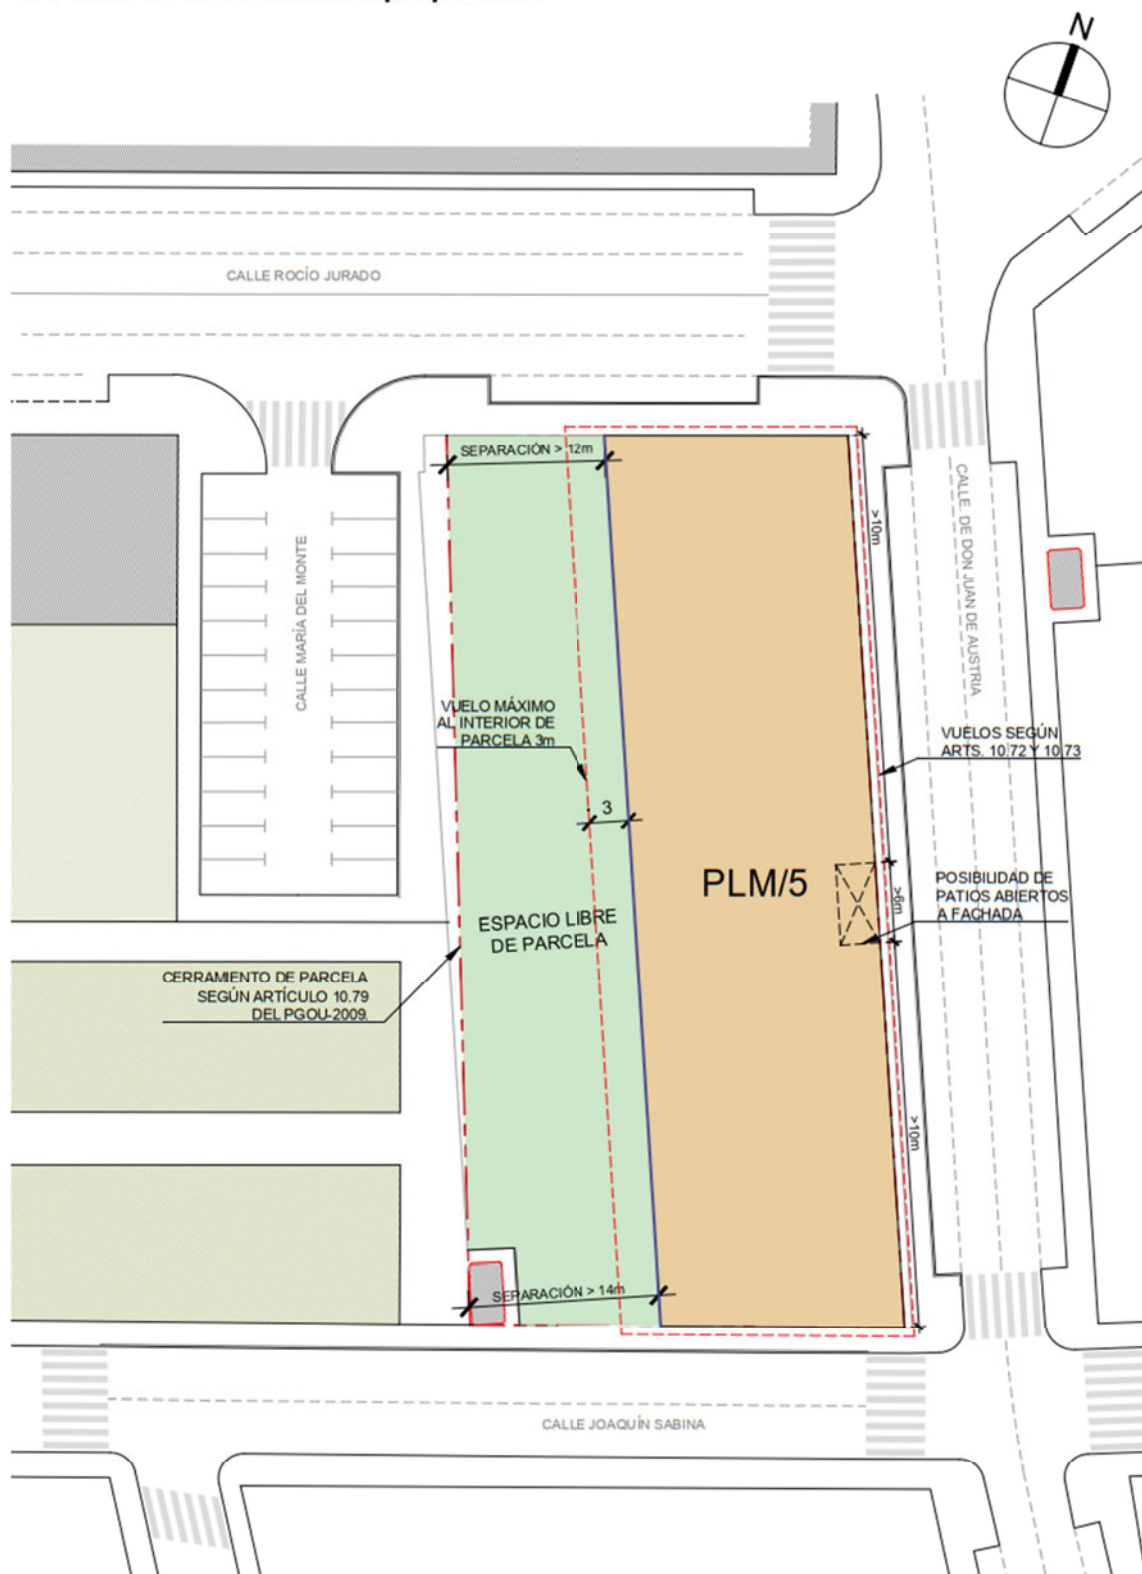 N
CALLE ROCÍO JURADO
SEPARACIÓN > 12m
>10m
CALLE. DE DON JUAN DE AUSTRIA
CALLE MARÍA DEL MONTE
VUELO MÁXIMO
AL INTERIOR DE
PARCELA 3m
VUELOS SEGÚN
ARTS. 10.72 Y 10.73
3
PLM/5
POSIBILIDAD DE
PATIOS ABIERTOS
A FACHADA
>6m
ESPACIO LIBRE
DE PARCELA
CERRAMIENTO DE PARCELA
SEGÚN ARTÍCULO 10.79
DEL PGOU-2009.
>10m
SEPARACIÓN > 14m
CALLE JOAQUÍN SABINA